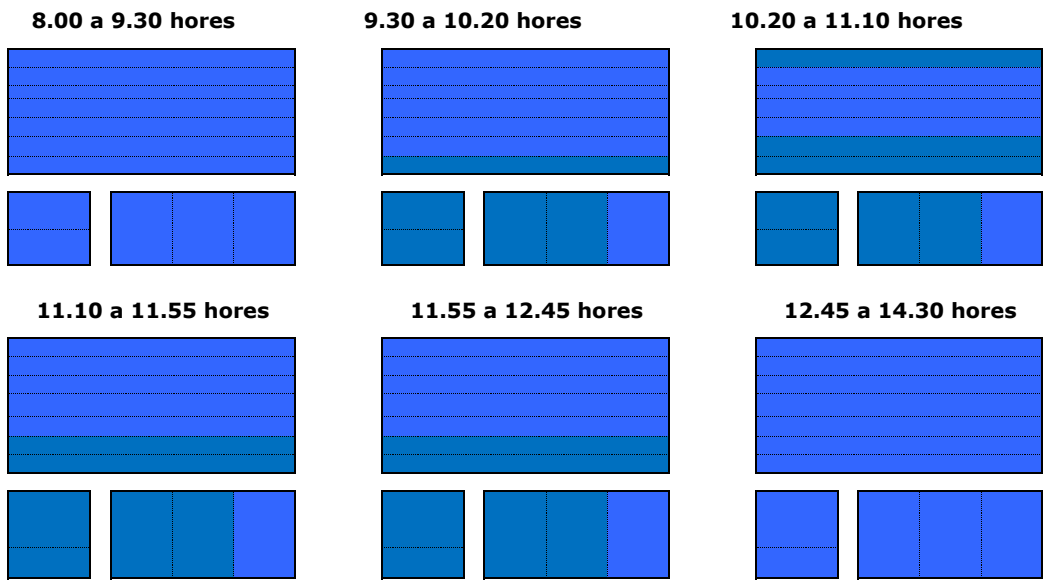 8.00 a 9.30 hores
9.30 a 10.20 hores
10.20 a 11.10 hores
11.10 a 11.55 hores
11.55 a 12.45 hores
12.45 a 14.30 hores